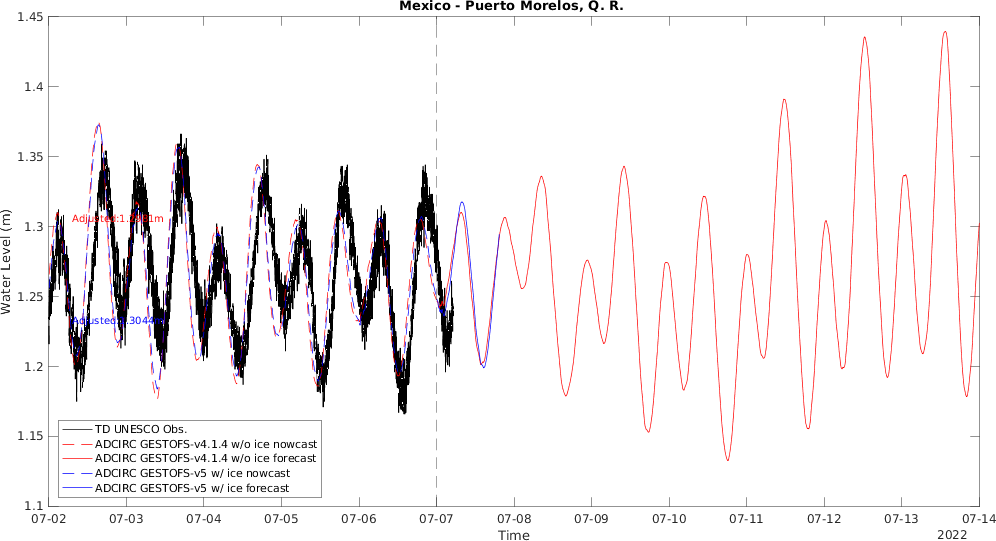 Mexico - Puerto Morelos, Q. R.
Water Level (m)
1.45
1.4
1.35
1.3
1.25
1.2
1.15
1.1
07-02 07-03 07-04 07-05 07-06 07-07 07-08 07-09 07-10 07-11 07-12 07-13 07-14
2022
Time
TD UNESCO Obs.
ADCIRC GESTOFS-v4.1.4 w/o ice nowcast
ADCIRC GESTOFS-v4.1.4 w/o ice forecast
ADCIRC GESTOFS-v5 w/ ice nowcast
ADCIRC GESTOFS-v5 w/ ice forecast